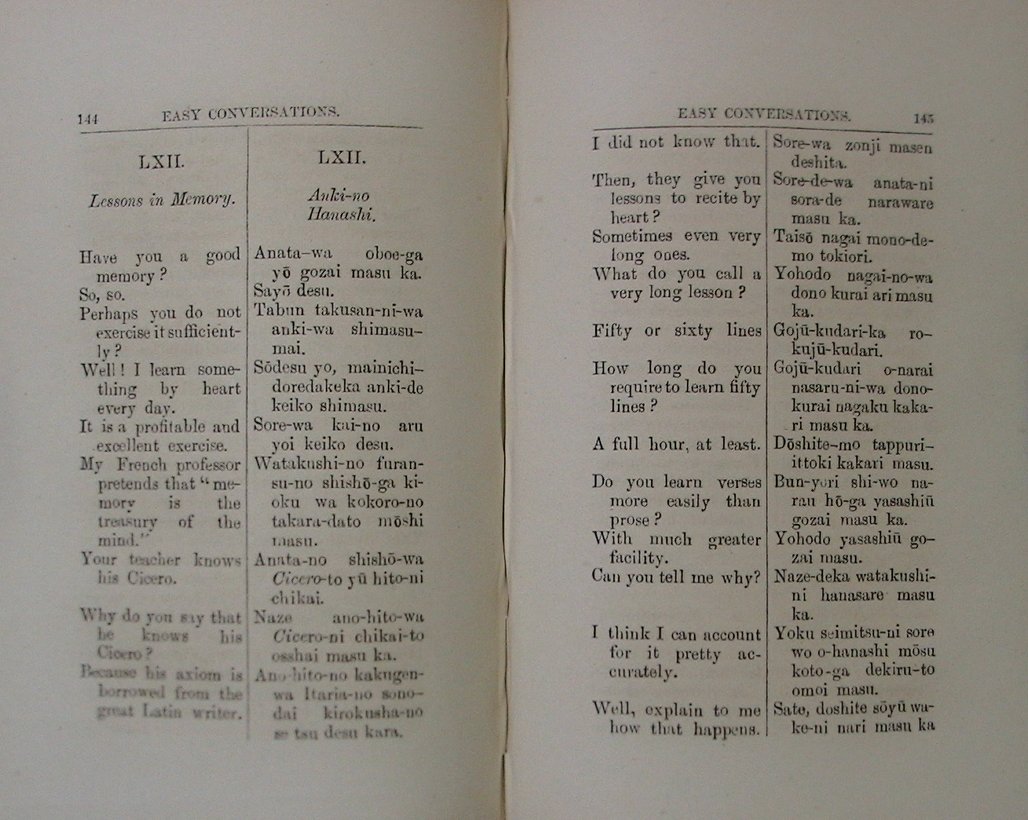 144 EASY CONVERSATIONS.
LXII.
Lessons in Memory.
Have you a good
memory ?
So, so.
Perhaps you do not
exercise it sufficient-
ly ?
Well ! I learn some-
thing by heart
every day.
It is a profitable and
excellent exercise.
My French professor
pretends that “ me-
mory is the
treasury of the
mind.”
Your teacher knows
his Cicero.
Why do you say that
he knows his
Cicero ?
Because his axiom is
borrowed from the
great Latin writer.
LXII.
Anki-no
Hanashi.
Anata-wa oboe-ga
yō gozai masu ka.
Sayō desu.
Tabun takusan-ni-wa
anki-wa shimasu-
mai.
Sōdesu yo, mainichi-
doredakeka anki-de
keiko shimasu.
Sore-wa kai-no aru
yoi keiko desu.
Watakushi-no furan-
su-no shishō-ga ki-
oku wa kokoro-no
takara-dato mōshi
masu.
Anata-no shishō-wa
Cicero-to yū hito-ni
chikai.
Naze ano-hito-wa
Cicero-ni chikai-to
osshai masu ka.
Ano-hito-no kakugen-
wa Itaria-no sono-
dai kirokusha-no
se tsu desu kara.
EASY CONVERSATIONS. 145
I did not know that.
Then, they give you
lessons to recite by
heart ?
Sometimes even very
long ones.
What do you call a
very long lesson ?
Fifty or sixty lines
How long do you
require to learn fifty
lines ?
A full hour, at least.
Do you learn verses
more easily than
prose ?
With much greater
facility.
Can you tell me why?
I think I can account
for it pretty ac-
curately.
Well, explain to me
how that happens.
Sore-wa zonji masen
deshita.
Sore-de-wa anata-ni
sora-de naraware
masu ka.
Taisō nagai mono-de-
mo tokiori.
Yohodo nagai-no-wa
dono kurai ari masu
ka.
Gojū-kudari-ka ro-
kujū-kudari.
Gojū-kudari o-narai
nasaru-ni-wa dono-
kurai nagaku kaka-
ri masu ka.
Dōshite-mo tappuri-
ittoki kakari masu.
Bun-yori shi-wo na-
rau hō-ga yasashiū
gozai masu ka.
Yohodo yasashiū go-
zai masu.
Naze-deka watakushi-
ni hanasare masu
ka.
Yoku seimitsu-ni sore
wo o-hanashi mōsu
koto-ga dekiru-to
omoi masu.
Sate, doshite sōyū wa-
ke-ni nari masu ka